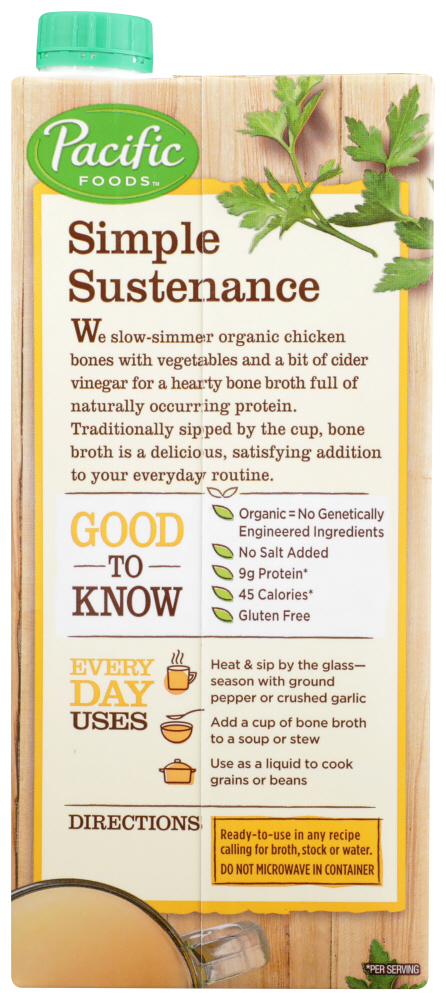 Pacific
FOODS™
Simple
Sustenance
We slow-simmer organic chicken
bones with vegetables and a bit of cider
vinegar for a hearty bone broth full of
naturally occurring protein.
Traditionally sipped by the cup, bone
broth is a delicious, satisfying addition
to your everyday routine.
GOOD
TO
KNOW
Organic = No Genetically
Engineered Ingredients
No Salt Added
9g Protein*
45 Calories*
Gluten Free
EVERY
DAY
USES
Heat & sip by the glass—
season with ground
pepper or crushed garlic
Add a cup of bone broth
to a soup or stew
Use as a liquid to cook
grains or beans
DIRECTIONS
Ready-to-use in any recipe
calling for broth, stock or water.
DO NOT MICROWAVE IN CONTAINER
*PER SERVING